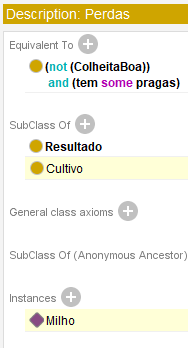 Description: Perdas
Equivalent To
(not (ColheitaBoa))
and (tem some pragas)
SubClass Of
Resultado
Cultivo
General class axioms
SubClass Of (Anonymous Ancestor)
Instances
Milho